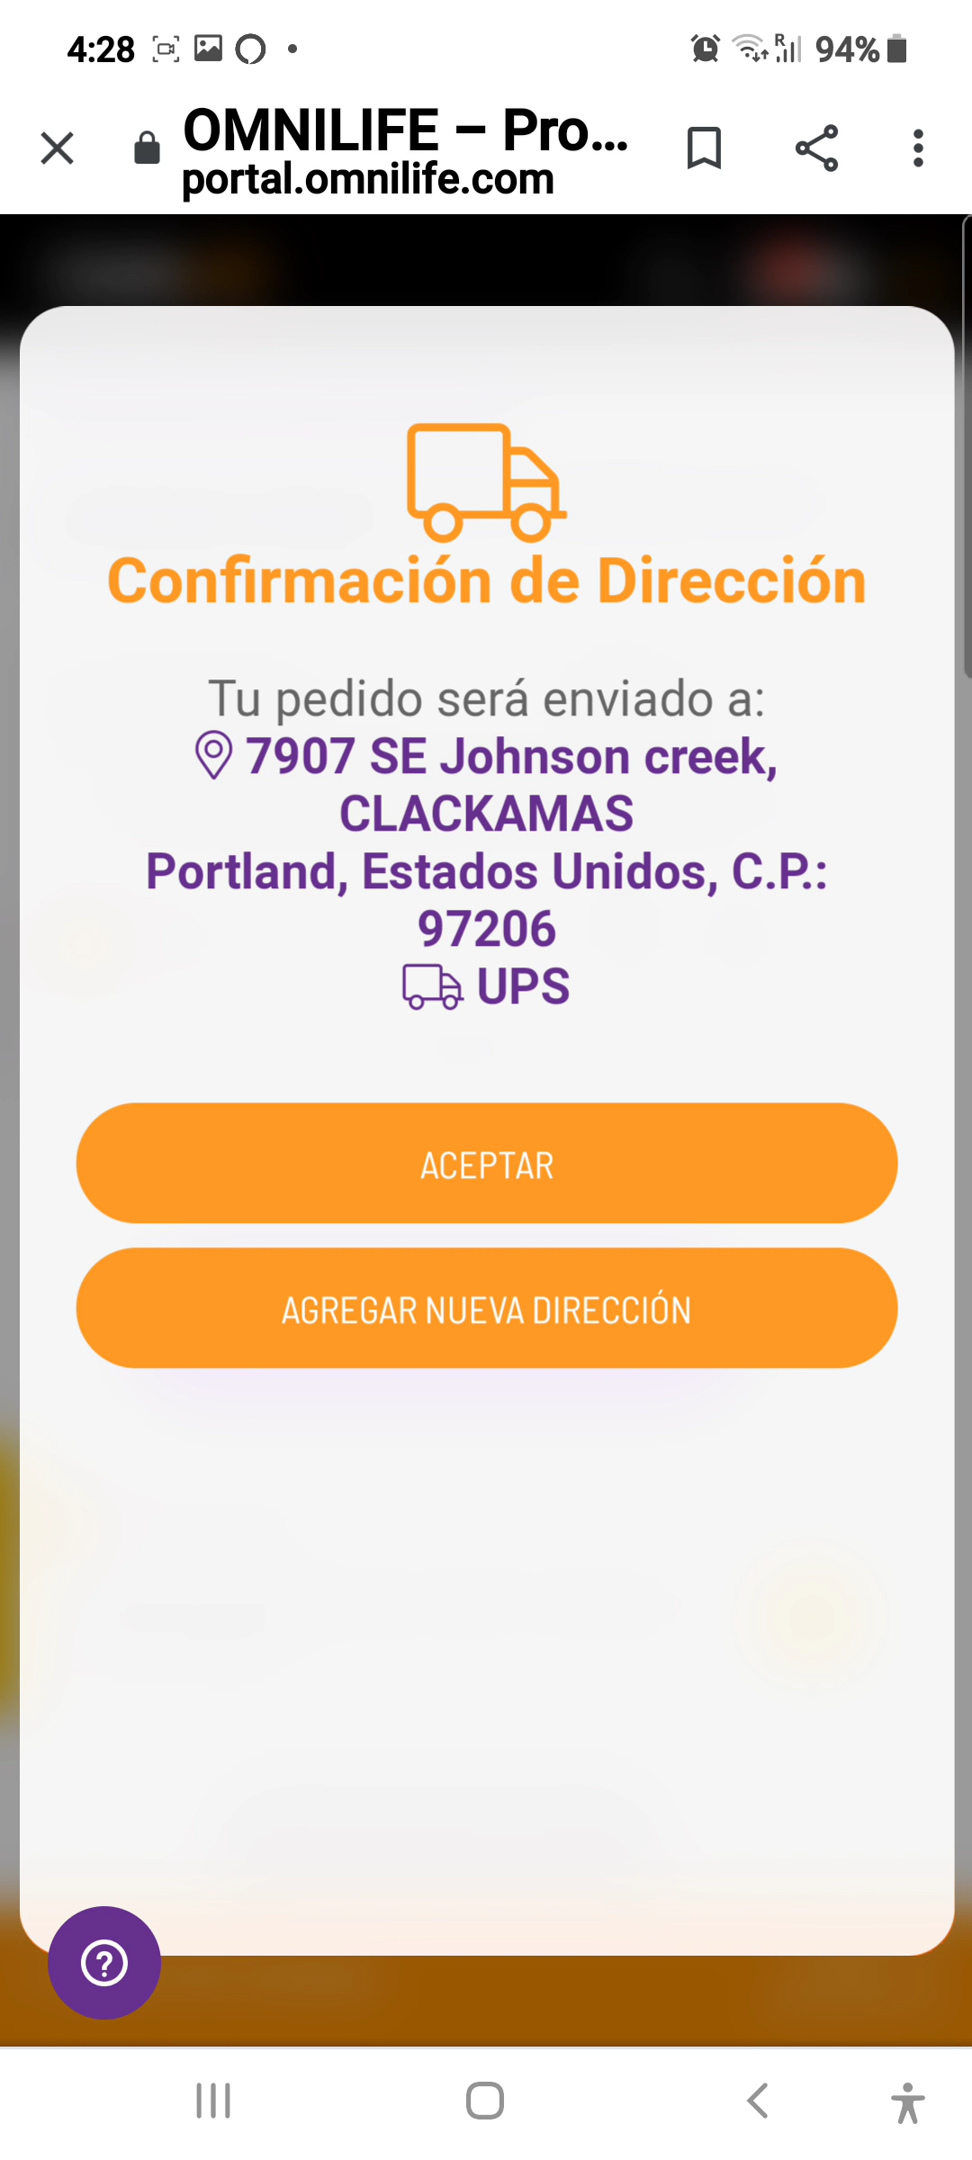 4:28
R
94%
OMNILIFE – Pro...
portal.omnilife.com
Confirmación de Dirección
Tu pedido será enviado a:
7907 SE Johnson creek,
CLACKAMAS
Portland, Estados Unidos, C.P.:
97206
UPS
ACEPTAR
AGREGAR NUEVA DIRECCIÓN
?